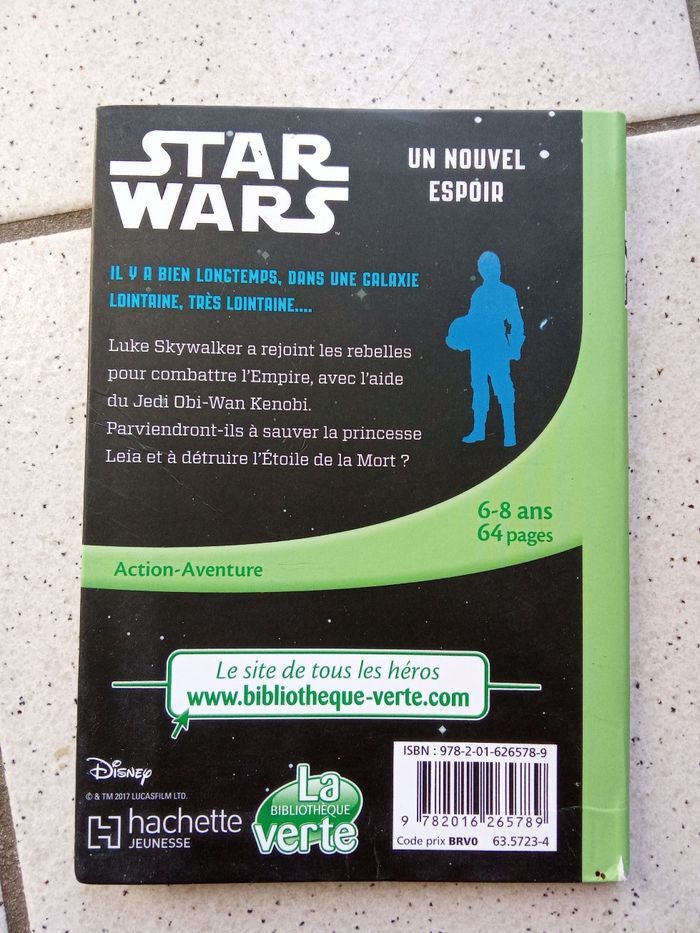 STAR
WARS
UN NOUVEL
ESPOIR
IL Y A BIEN LONGTEMPS, DANS UNE GALAXIE
LOINTAINE, TRÈS LOINTAINE....
Luke Skywalker a rejoint les rebelles
pour combattre l'Empire, avec l'aide
du Jedi Obi-Wan Kenobi.
Parviendront-ils à sauver la princesse
Leia et à détruire l'Étoile de la Mort ?
6-8 ans
64 pages
Action-Aventure
Le site de tous les héros
www.bibliotheque-verte.com
Disney
© & TM 2017 LUCASFILM LTD.
hachette
JEUNESSE
La
BIBLIOTHÈQUE
verte
ISBN : 978-2-01-626578-9
9 782016 265789
Code prix BRV0 63.5723-4